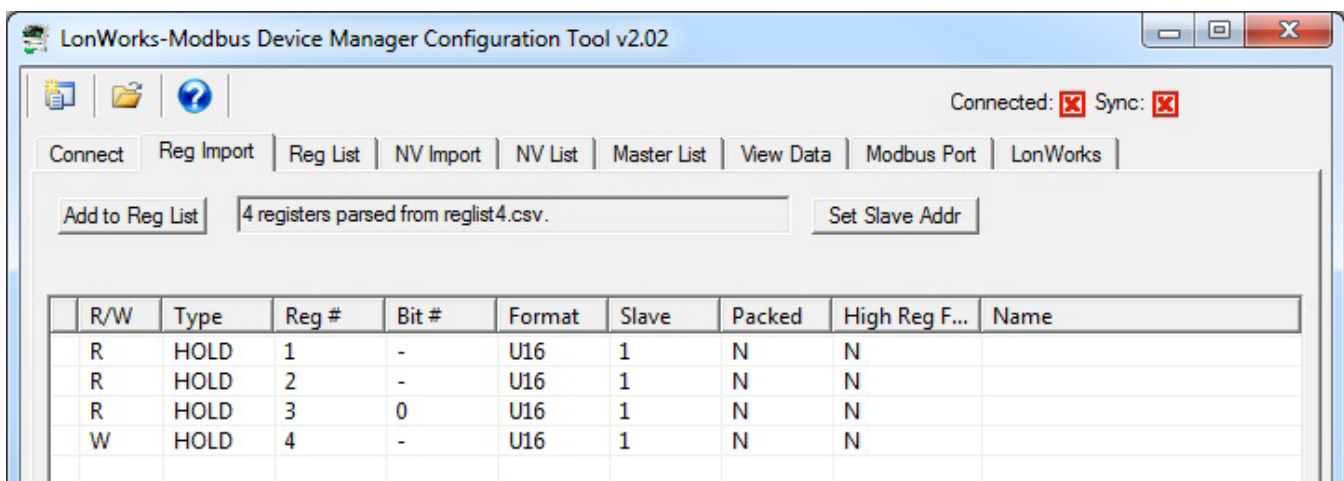 LonWorks-Modbus Device Manager Configuration Tool v2.02
Connected: Sync:
Connect Reg Import Reg List NV Import NV List Master List View Data Modbus Port LonWorks
Add to Reg List 4 registers parsed from reglist4.csv. Set Slave Addr
R/W Type Reg # Bit # Format Slave Packed High Reg F... Name
R HOLD 1 - U16 1 N N
R HOLD 2 - U16 1 N N
R HOLD 3 0 U16 1 N N
W HOLD 4 - U16 1 N N